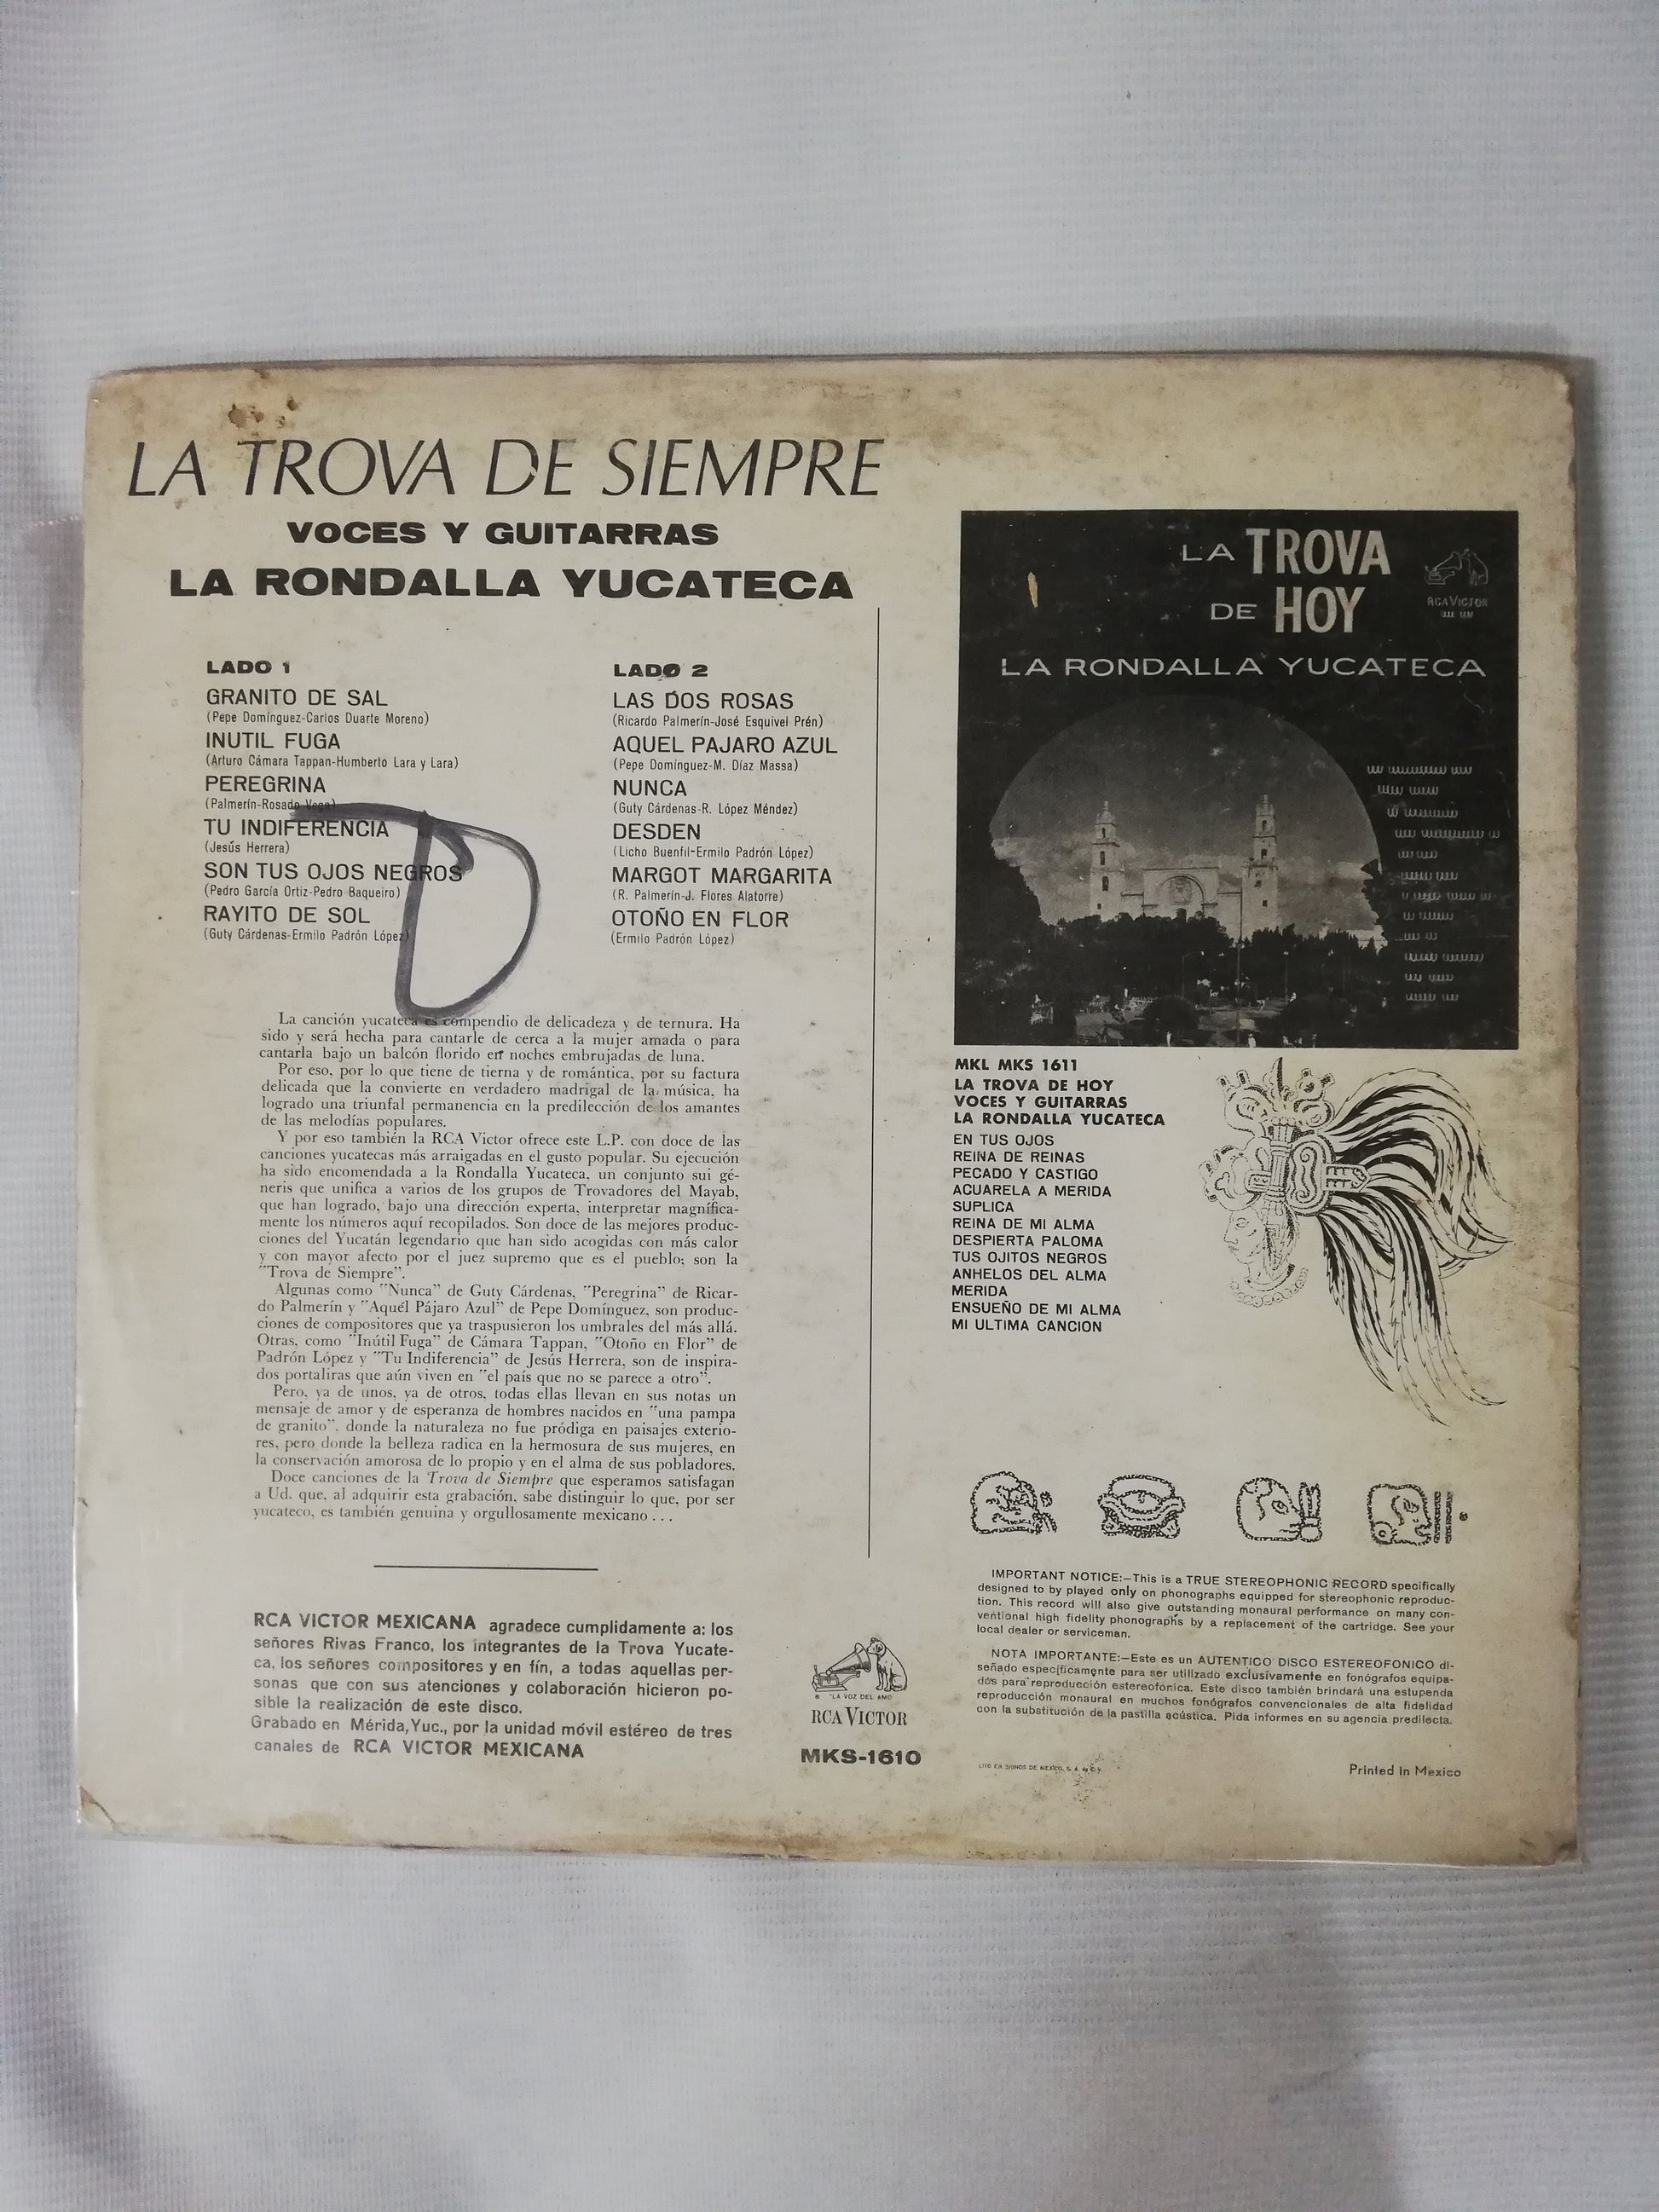 LA TROVA DE SIEMPRE
VOCES Y GUITARRAS
LA RONDALLA YUCATECA
LADO 1
GRANITO DE SAL
(Pepe Domínguez-Carlos Duarte Moreno)
INUTIL FUGA
(Arturo Cámara Tappan-Humberto Lara y Lara)
PEREGRINA
(Palmerín-Rosado Vega)
TU INDIFERENCIA
(Jesús Herrera)
SON TUS OJOS NEGROS
(Pedro García Ortiz-Pedro Baqueiro)
RAYITO DE SOL
(Guty Cárdenas-Ermilo Padrón López)
LADO 2
LAS DOS ROSAS
(Ricardo Palmerín-José Esquivel Prén)
AQUEL PAJARO AZUL
(Pepe Domínguez-M. Díaz Massa)
NUNCA
(Guty Cárdenas-R. López Méndez)
DESDEN
(Licho Buenfil-Ermilo Padrón López)
MARGOT MARGARITA
(R. Palmerín-J. Flores Alatorre)
OTOÑO EN FLOR
(Ermilo Padrón López)
D
La canción yucateca es compendio de delicadeza y de ternura. Ha
sido y será hecha para cantarle de cerca a la mujer amada o para
cantarla bajo un balcón florido en noches embrujadas de luna.
Por eso, por lo que tiene de tierna y de romántica, por su factura
delicada que la convierte en verdadero madrigal de la música, ha
logrado una triunfal permanencia en la predilección de los amantes
de las melodías populares.
Y por eso también la RCA Victor ofrece este L.P. con doce de las
canciones yucatecas más arraigadas en el gusto popular. Su ejecución
ha sido encomendada a la Rondalla Yucateca, un conjunto sui gé-
neris que unifica a varios de los grupos de Trovadores del Mayab,
que han logrado, bajo una dirección experta, interpretar magnífica-
mente los números aquí recopilados. Son doce de las mejores produc-
ciones del Yucatán legendario que han sido acogidas con más calor
y con mayor afecto por el juez supremo que es el pueblo; son la
"Trova de Siempre".
Algunas como "Nunca" de Guty Cárdenas, "Peregrina" de Ricar-
do Palmerín y "Aquél Pájaro Azul" de Pepe Domínguez, son produc-
ciones de compositores que ya traspusieron los umbrales del más allá.
Otras, como "Inútil Fuga" de Cámara Tappan, "Otoño en Flor" de
Padrón López y "Tu Indiferencia" de Jesús Herrera, son de inspira-
dos portaliras que aún viven en "el país que no se parece a otro".
Pero, ya de unos, ya de otros, todas ellas llevan en sus notas un
mensaje de amor y de esperanza de hombres nacidos en "una pampa
de granito", donde la naturaleza no fue pródiga en paisajes exterio-
res, pero donde la belleza radica en la hermosura de sus mujeres, en
la conservación amorosa de lo propio y en el alma de sus pobladores.
Doce canciones de la Trova de Siempre que esperamos satisfagan
a Ud. que, al adquirir esta grabación, sabe distinguir lo que, por ser
yucateco, es también genuina y orgullosamente mexicano . . .
RCA VICTOR MEXICANA agradece cumplidamente a: los
señores Rivas Franco, los integrantes de la Trova Yucate-
ca, los señores compositores y en fín, a todas aquellas per-
sonas que con sus atenciones y colaboración hicieron po-
sible la realización de este disco.
Grabado en Mérida, Yuc., por la unidad móvil estéreo de tres
canales de RCA VICTOR MEXICANA
"LA VOZ DEL AMO"
RCA VICTOR
MKS-1610
LA TROVA
DE HOY
RCA VICTOR
LA RONDALLA YUCATECA
MKL MKS 1611
LA TROVA DE HOY
VOCES Y GUITARRAS
LA RONDALLA YUCATECA
EN TUS OJOS
REINA DE REINAS
PECADO Y CASTIGO
ACUARELA A MERIDA
SUPLICA
REINA DE MI ALMA
DESPIERTA PALOMA
TUS OJITOS NEGROS
ANHELOS DEL ALMA
MERIDA
ENSUEÑO DE MI ALMA
MI ULTIMA CANCION
IMPORTANT NOTICE:—This is a TRUE STEREOPHONIC RECORD specifically
designed to by played only on phonographs equipped for stereophonic reproduc-
tion. This record will also give outstanding monaural performance on many con-
ventional high fidelity phonographs by a replacement of the cartridge. See your
local dealer or serviceman.
NOTA IMPORTANTE:—Este es un AUTENTICO DISCO ESTEREOFONICO di-
señado específicamente para ser utilizado exclusivamente en fonógrafos equipa-
dos para reproducción estereofónica. Este disco también brindará una estupenda
reproducción monaural en muchos fonógrafos convencionales de alta fidelidad
con la substitución de la pastilla acústica. Pida informes en su agencia predilecta.
Printed in Mexico